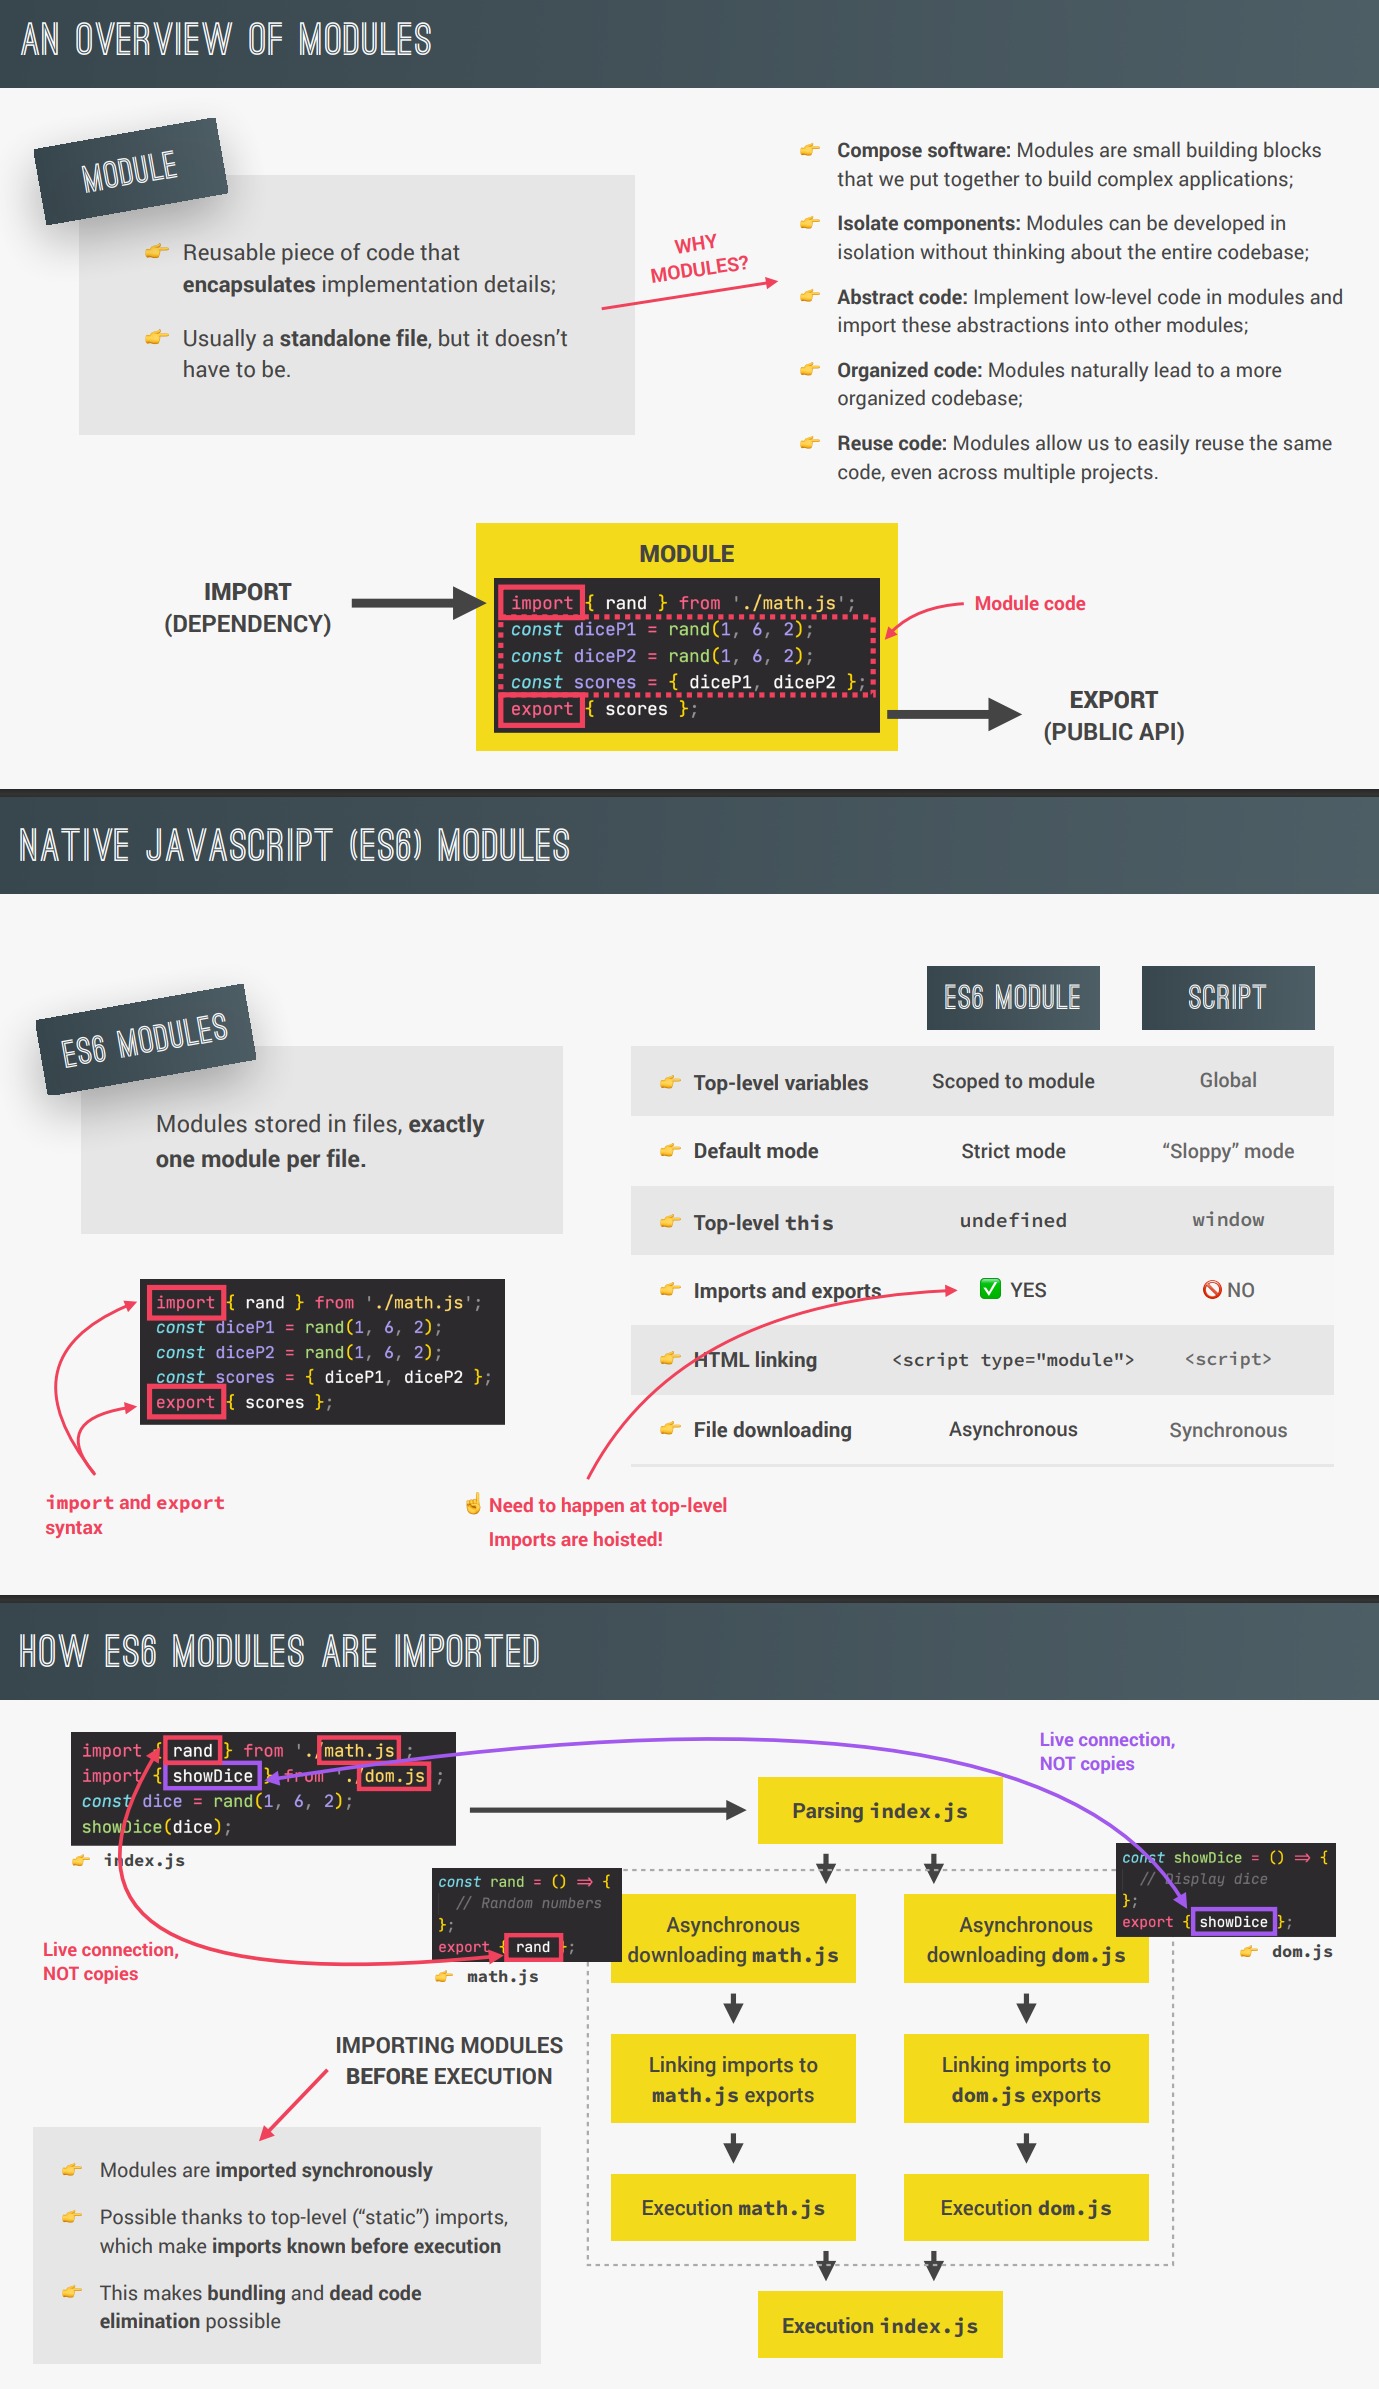 AN OVERVIEW OF MODULES
MODULE
👉 Reusable piece of code that
encapsulates implementation details;
👉 Usually a standalone file, but it doesn’t
have to be.
WHY
MODULES?
👉 Compose software: Modules are small building blocks
that we put together to build complex applications;
👉 Isolate components: Modules can be developed in
isolation without thinking about the entire codebase;
👉 Abstract code: Implement low-level code in modules and
import these abstractions into other modules;
👉 Organized code: Modules naturally lead to a more
organized codebase;
👉 Reuse code: Modules allow us to easily reuse the same
code, even across multiple projects.
IMPORT
(DEPENDENCY)
MODULE
import { rand } from './math.js';
const diceP1 = rand(1, 6, 2);
const diceP2 = rand(1, 6, 2);
const scores = { diceP1, diceP2 };
export { scores };
Module code
EXPORT
(PUBLIC API)
NATIVE JAVASCRIPT (ES6) MODULES
ES6 MODULES
Modules stored in files, exactly
one module per file.
import { rand } from './math.js';
const diceP1 = rand(1, 6, 2);
const diceP2 = rand(1, 6, 2);
const scores = { diceP1, diceP2 };
export { scores };
import and export
syntax
ES6 MODULE SCRIPT
👉 Top-level variables Scoped to module Global
👉 Default mode Strict mode “Sloppy” mode
👉 Top-level this undefined window
👉 Imports and exports ✅ YES 🚫 NO
👉 HTML linking <script type="module"> <script>
👉 File downloading Asynchronous Synchronous
☝️ Need to happen at top-level
Imports are hoisted!
HOW ES6 MODULES ARE IMPORTED
import { rand } from './math.js';
import { showDice } from './dom.js';
const dice = rand(1, 6, 2);
showDice(dice);
👉 index.js
Live connection,
NOT copies
Parsing index.js
Live connection,
NOT copies
const rand = () => {
// Random numbers
};
export { rand };
👉 math.js
Asynchronous
downloading math.js
Asynchronous
downloading dom.js
const showDice = () => {
// Display dice
};
export { showDice };
👉 dom.js
Linking imports to
math.js exports
Linking imports to
dom.js exports
Execution math.js
Execution dom.js
Execution index.js
IMPORTING MODULES
BEFORE EXECUTION
👉 Modules are imported synchronously
👉 Possible thanks to top-level (“static”) imports,
which make imports known before execution
👉 This makes bundling and dead code
elimination possible